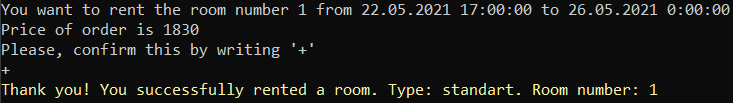 You want to rent the room number 1 from 22.05.2021 17:00:00 to 26.05.2021 0:00:00
Price of order is 1830
Please, confirm this by writing '+'
+
Thank you! You successfully rented a room. Type: standart. Room number: 1